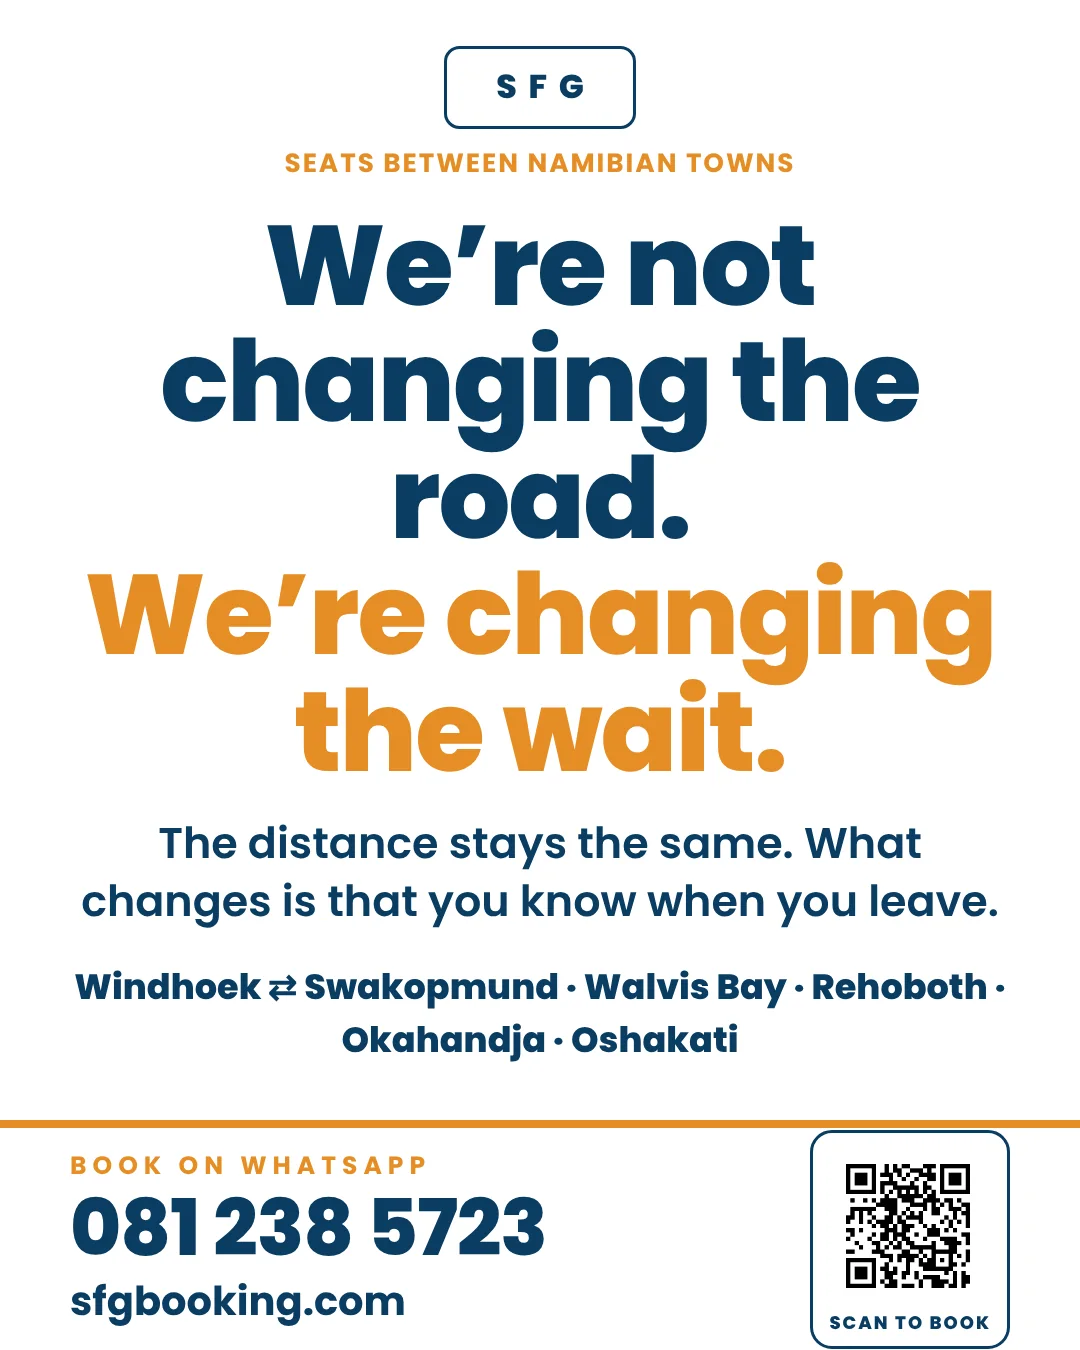 SFG
SEATS BETWEEN NAMIBIAN TOWNS
We’re not
changing the
road.
We’re changing
the wait.
The distance stays the same. What
changes is that you know when you leave.
Windhoek ⇄ Swakopmund · Walvis Bay · Rehoboth ·
Okahandja · Oshakati
BOOK ON WHATSAPP
081 238 5723
sfgbooking.com
SCAN TO BOOK